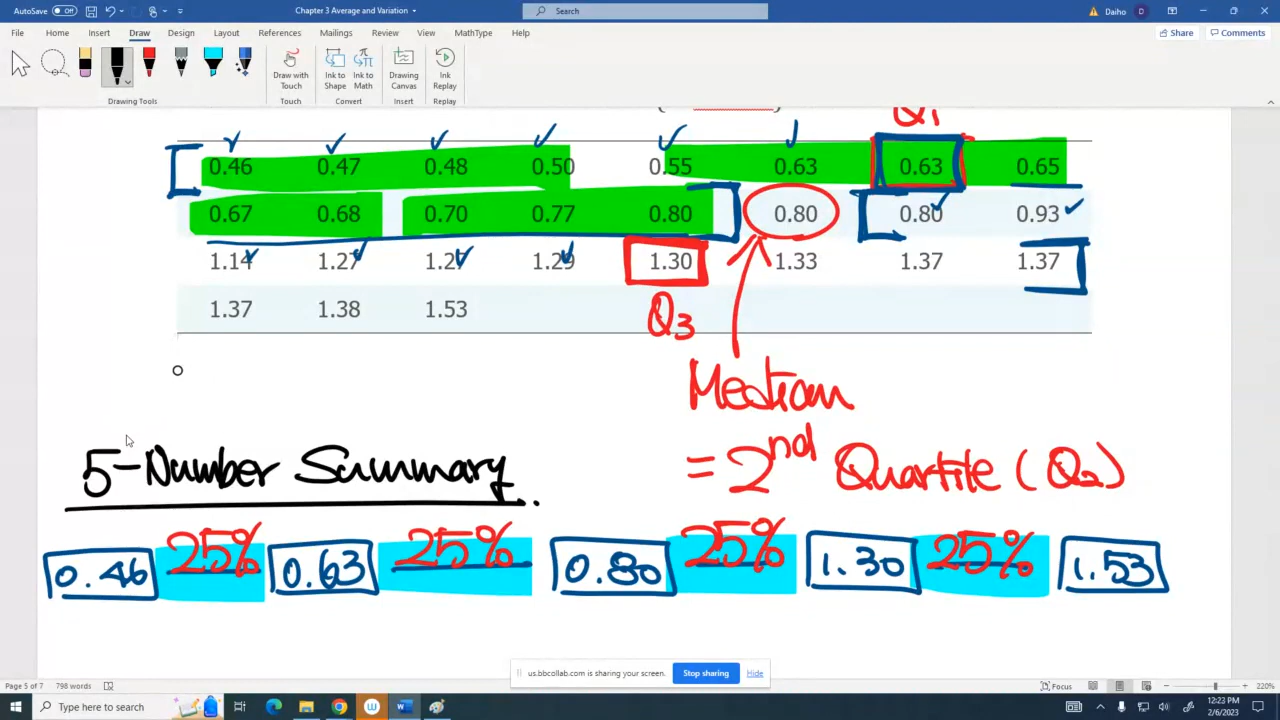 AutoSave Off Chapter 3 Average and Variation Search Daiho D
File Home Insert Draw Design Layout References Mailings Review View MathType Help Share Comments
Draw with Touch Ink to Shape Ink to Math Drawing Canvas Ink Replay
Drawing Tools Touch Convert Insert Replay
Q1
0.46 0.47 0.48 0.50 0.55 0.63 0.63 0.65
0.67 0.68 0.70 0.77 0.80 0.80 0.80 0.93
1.14 1.27 1.27 1.29 1.30 1.33 1.37 1.37
Q3
1.37 1.38 1.53
Median
5-Number Summary.
= 2nd Quartile (Q2)
25% 25% 25% 25%
0.46 0.63 0.80 1.30 1.53
us.bbcollab.com is sharing your screen. Stop sharing Hide
Page 5 of 7 798 words Focus 220%
Type here to search 12:23 PM
2/6/2023